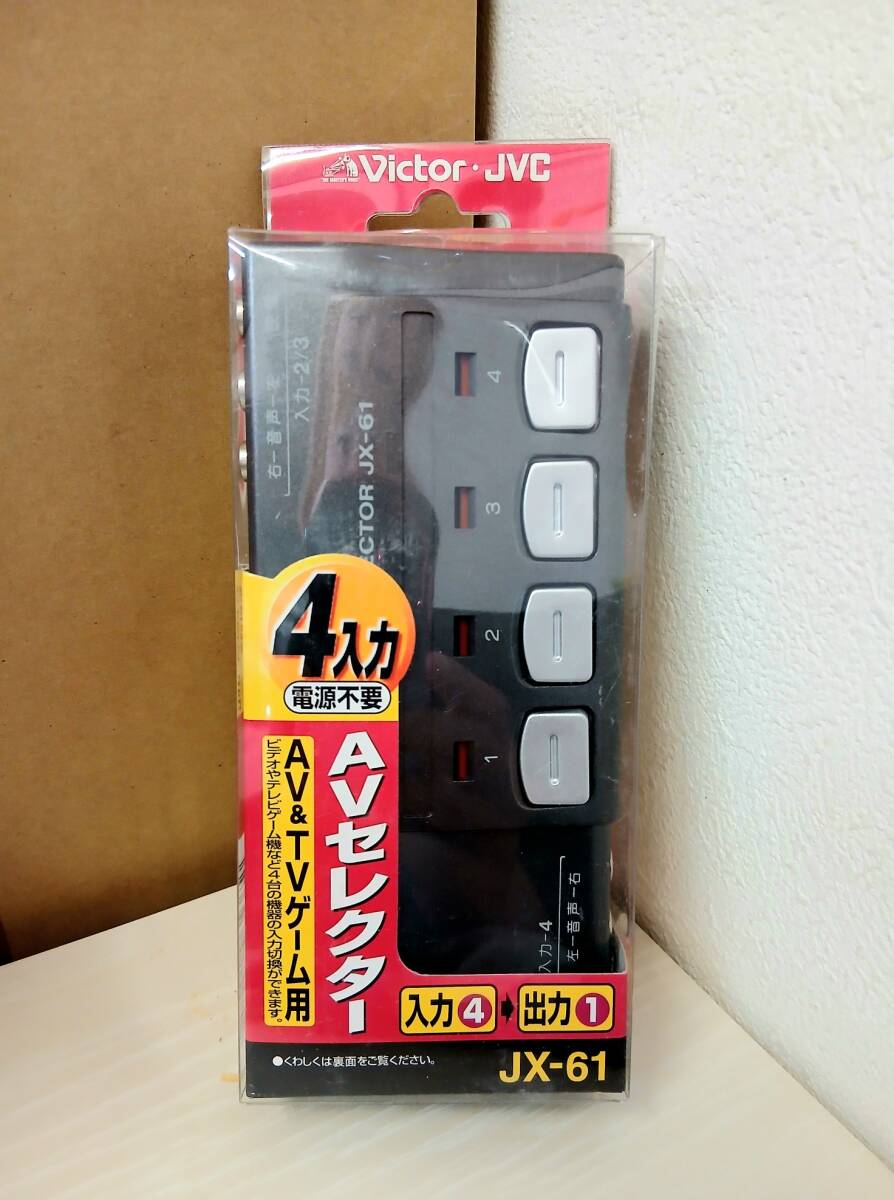 Victor・JVC
"HIS MASTER'S VOICE"
右ー音声ー左
入力-2/3
ECTOR JX-61
4
3
2
1
4入力
電源不要
AVセレクター
AV&TVゲーム用
ビデオやテレビゲーム機など4台の機器の入力切換ができます。
入力-4
左ー音声ー右
入力4
出力1
●くわしくは裏面をご覧ください。
JX-61